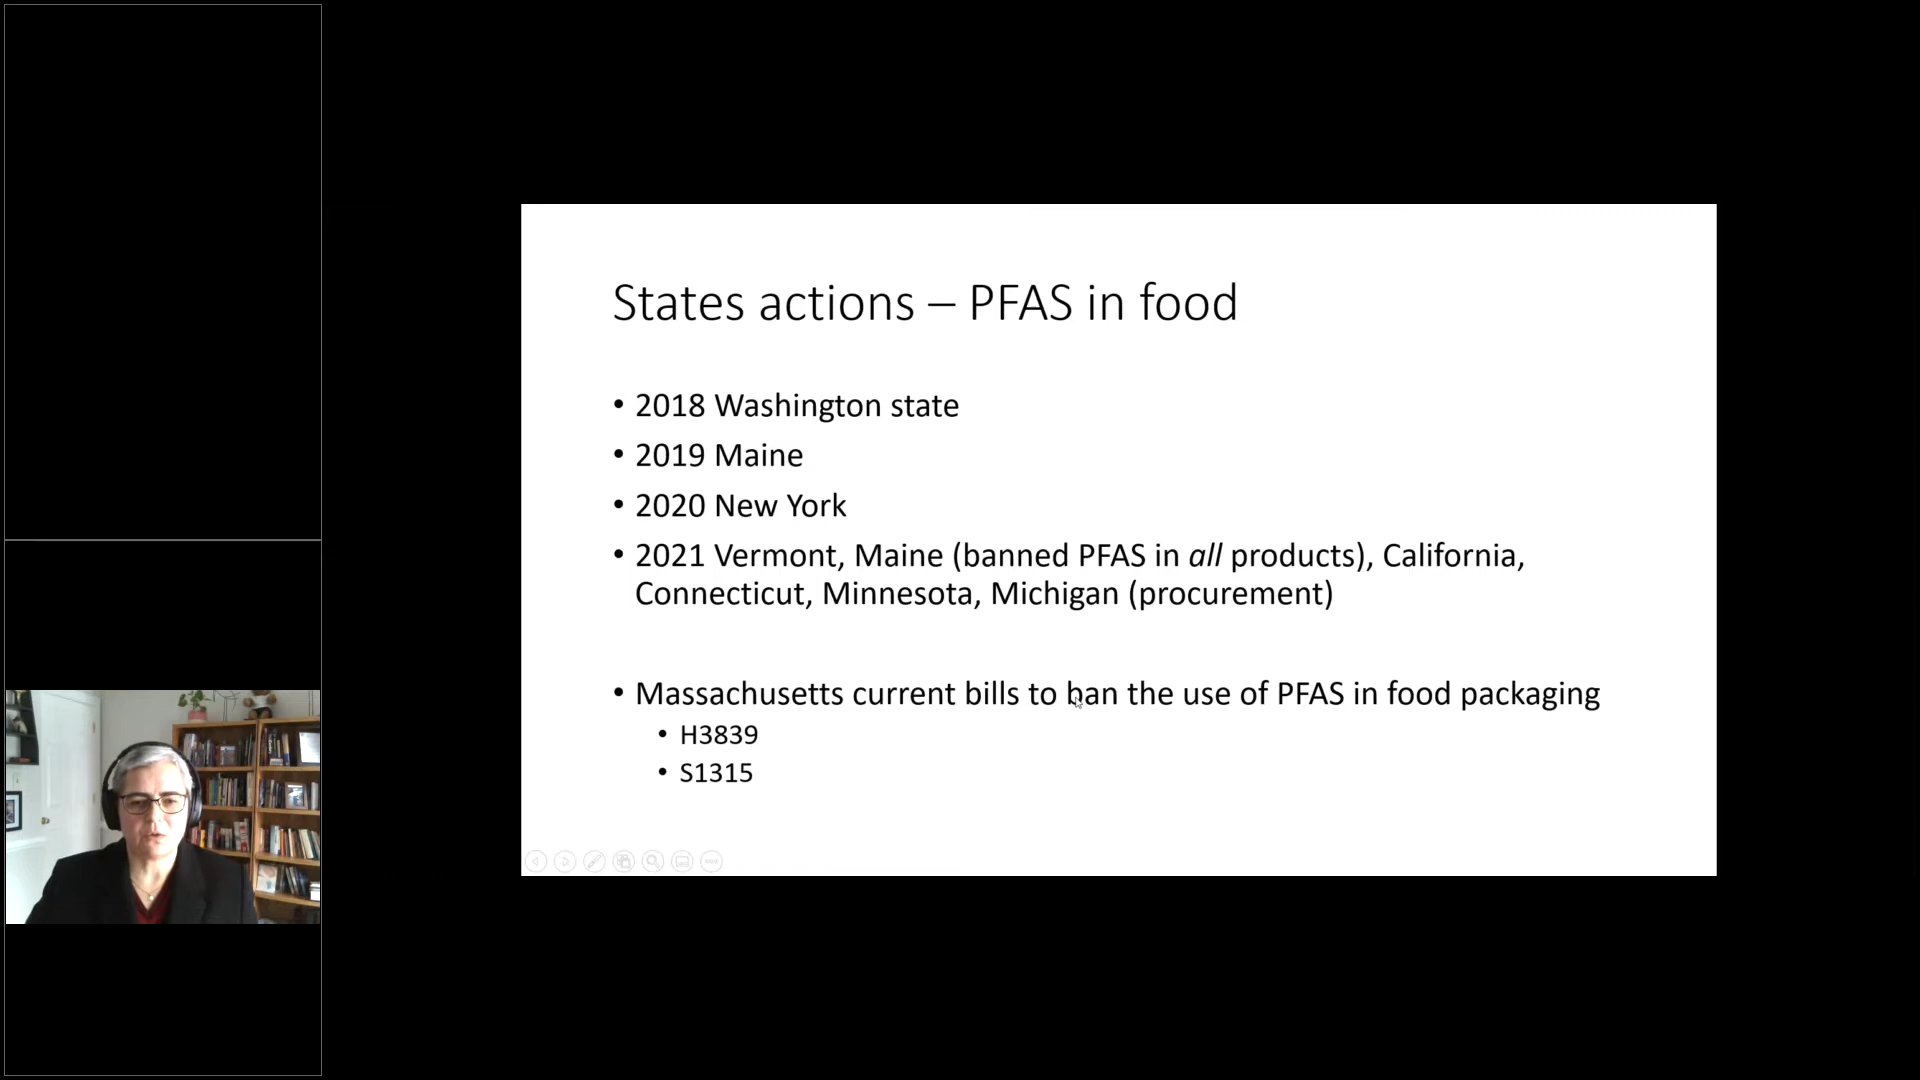 States actions – PFAS in food
• 2018 Washington state
• 2019 Maine
• 2020 New York
• 2021 Vermont, Maine (banned PFAS in all products), California,
Connecticut, Minnesota, Michigan (procurement)
• Massachusetts current bills to ban the use of PFAS in food packaging
• H3839
• S1315